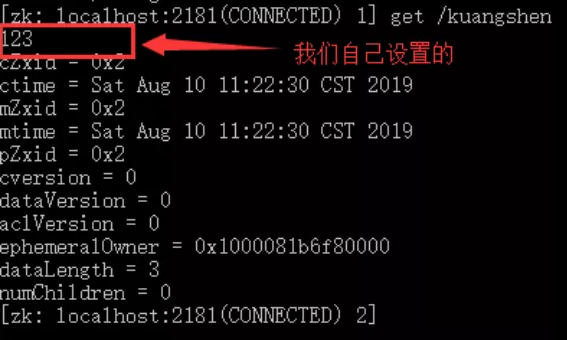 [zk: localhost:2181(CONNECTED) 1] get /kuangshen
123
我们自己设置的
cZxid = 0x2
ctime = Sat Aug 10 11:22:30 CST 2019
mZxid = 0x2
mtime = Sat Aug 10 11:22:30 CST 2019
pZxid = 0x2
cversion = 0
dataVersion = 0
aclVersion = 0
ephemeralOwner = 0x1000081b6f80000
dataLength = 3
numChildren = 0
[zk: localhost:2181(CONNECTED) 2]